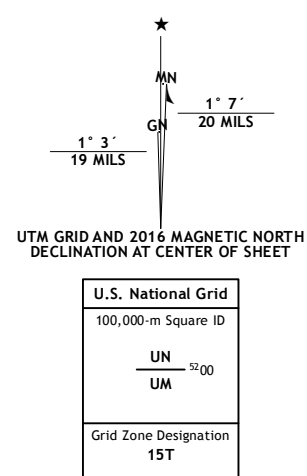 ★
MN
1° 7´
20 MILS
GN
1° 3´
19 MILS
UTM GRID AND 2016 MAGNETIC NORTH
DECLINATION AT CENTER OF SHEET
U.S. National Grid
100,000-m Square ID
UN
5200
UM
Grid Zone Designation
15T